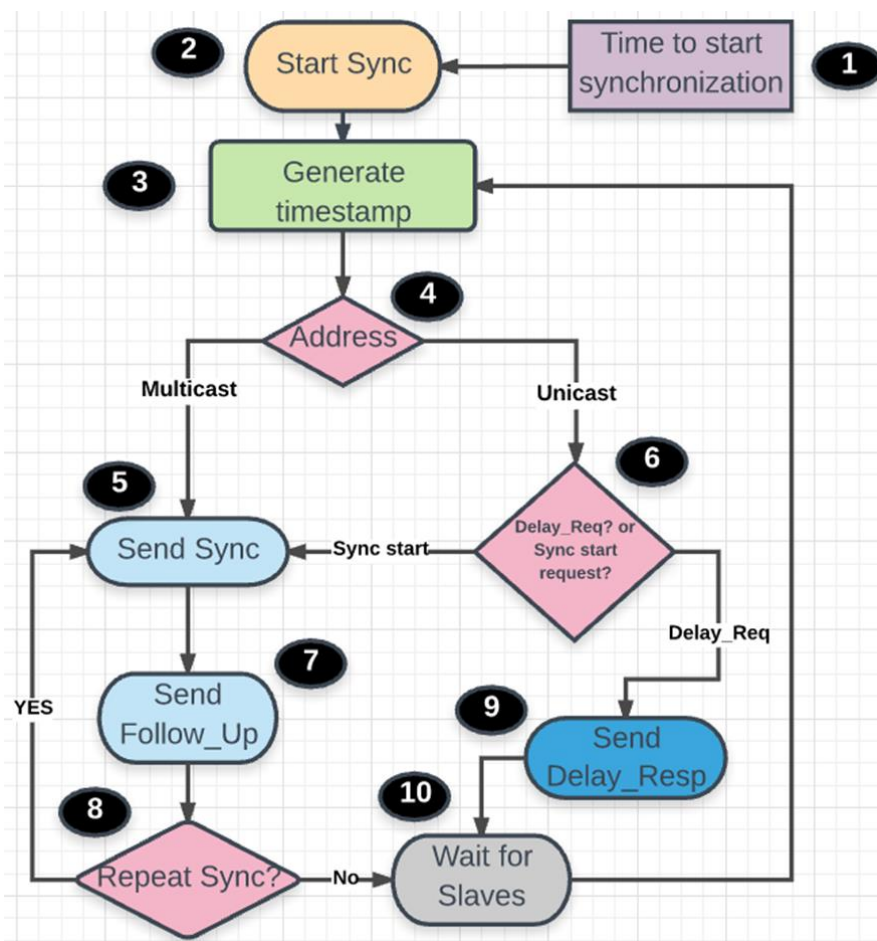 2
Start Sync
Time to start
synchronization
1
3
Generate
timestamp
4
Address
Multicast
Unicast
5
6
Send Sync
Sync start
Delay_Req? or
Sync start
request?
Delay_Req
7
Send
Follow_Up
YES
9
Send
Delay_Resp
8
10
Repeat Sync?
No
Wait for
Slaves